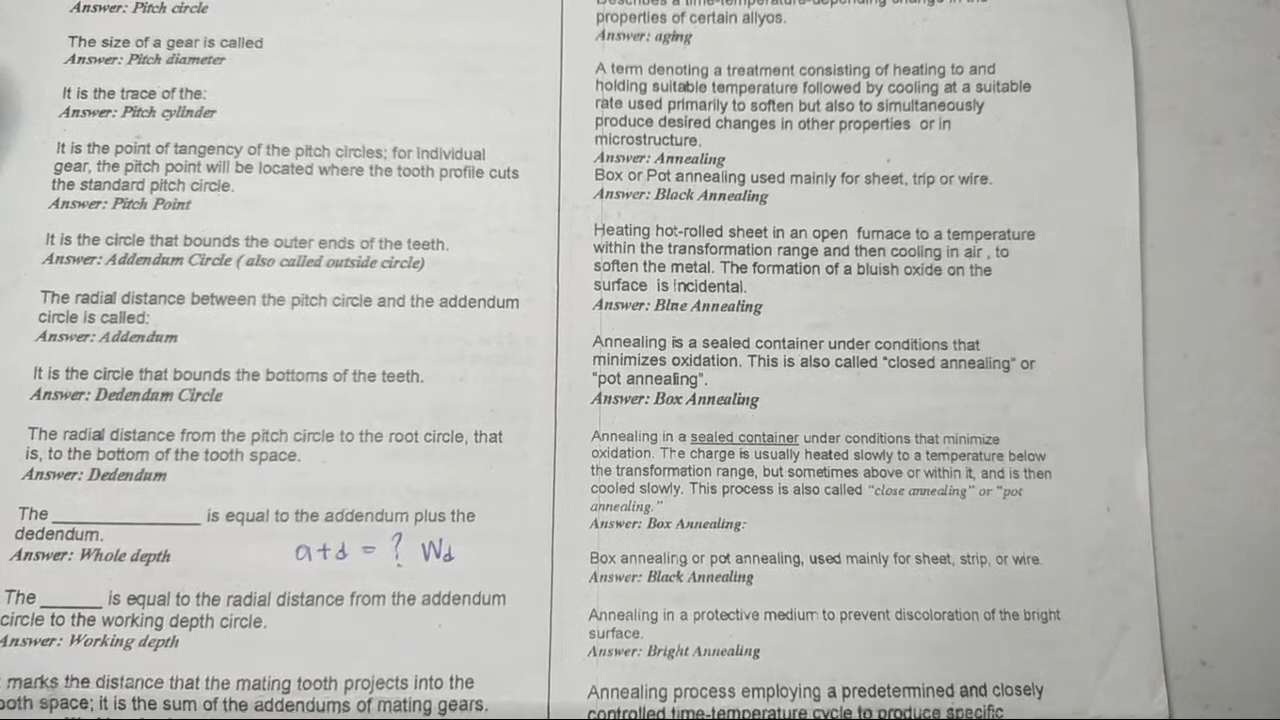 Answer: Pitch circle
The size of a gear is called
Answer: Pitch diameter
It is the trace of the:
Answer: Pitch cylinder
It is the point of tangency of the pitch circles; for individual
gear, the pitch point will be located where the tooth profile cuts
the standard pitch circle.
Answer: Pitch Point
It is the circle that bounds the outer ends of the teeth.
Answer: Addendum Circle ( also called outside circle)
The radial distance between the pitch circle and the addendum
circle is called:
Answer: Addendum
It is the circle that bounds the bottoms of the teeth.
Answer: Dedendum Circle
The radial distance from the pitch circle to the root circle, that
is, to the bottom of the tooth space.
Answer: Dedendum
The ______________ is equal to the addendum plus the
dedendum.
Answer: Whole depth
a+d = ? Wd
The ______ is equal to the radial distance from the addendum
circle to the working depth circle.
Answer: Working depth
marks the distance that the mating tooth projects into the
ooth space; it is the sum of the addendums of mating gears.
Describes a time-temperature-depending change in the
properties of certain allyos.
Answer: aging
A term denoting a treatment consisting of heating to and
holding suitable temperature followed by cooling at a suitable
rate used primarily to soften but also to simultaneously
produce desired changes in other properties or in
microstructure.
Answer: Annealing
Box or Pot annealing used mainly for sheet, trip or wire.
Answer: Black Annealing
Heating hot-rolled sheet in an open furnace to a temperature
within the transformation range and then cooling in air , to
soften the metal. The formation of a bluish oxide on the
surface is incidental.
Answer: Blue Annealing
Annealing is a sealed container under conditions that
minimizes oxidation. This is also called "closed annealing" or
"pot annealing".
Answer: Box Annealing
Annealing in a sealed container under conditions that minimize
oxidation. The charge is usually heated slowly to a temperature below
the transformation range, but sometimes above or within it, and is then
cooled slowly. This process is also called "close annealing" or "pot
annealing."
Answer: Box Annealing:
Box annealing or pot annealing, used mainly for sheet, strip, or wire.
Answer: Black Annealing
Annealing in a protective medium to prevent discoloration of the bright
surface.
Answer: Bright Annealing
Annealing process employing a predetermined and closely
controlled time-temperature cycle to produce specific